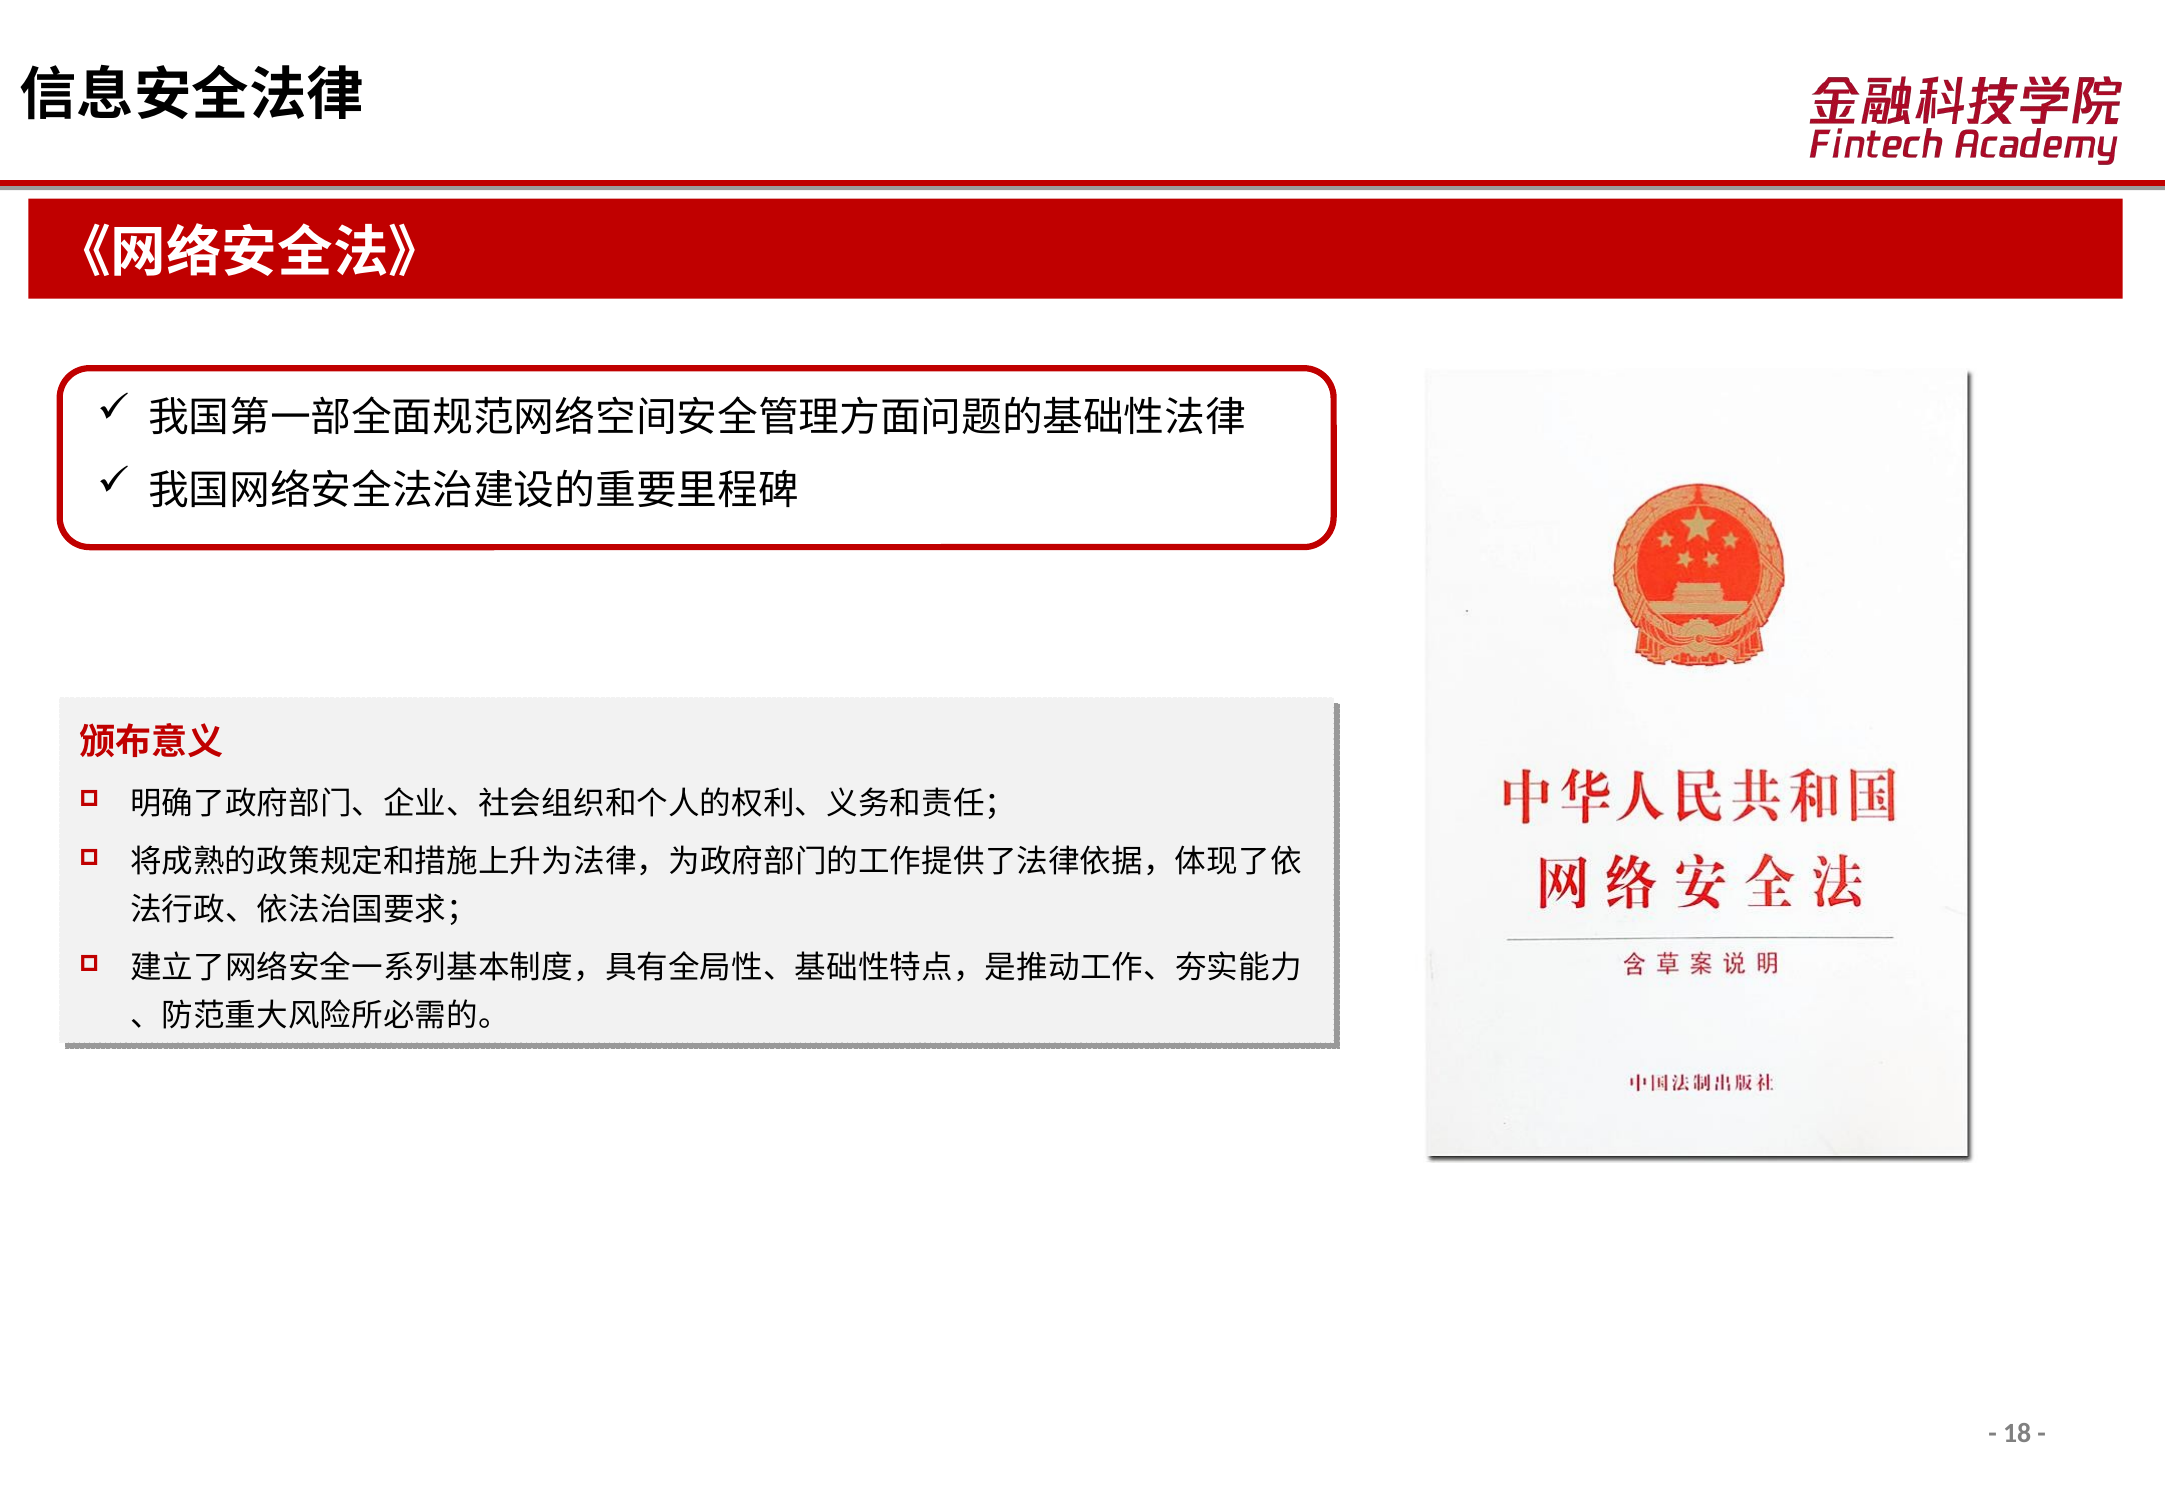 信息安全法律
金融科技学院
Fintech Academy
《网络安全法》
✓ 我国第一部全面规范网络空间安全管理方面问题的基础性法律
✓ 我国网络安全法治建设的重要里程碑
颁布意义
明确了政府部门、企业、社会组织和个人的权利、义务和责任；
将成熟的政策规定和措施上升为法律，为政府部门的工作提供了法律依据，体现了依
法行政、依法治国要求；
建立了网络安全一系列基本制度，具有全局性、基础性特点，是推动工作、夯实能力
、防范重大风险所必需的。
中华人民共和国
网络安全法
含草案说明
中国法制出版社
- 18 -